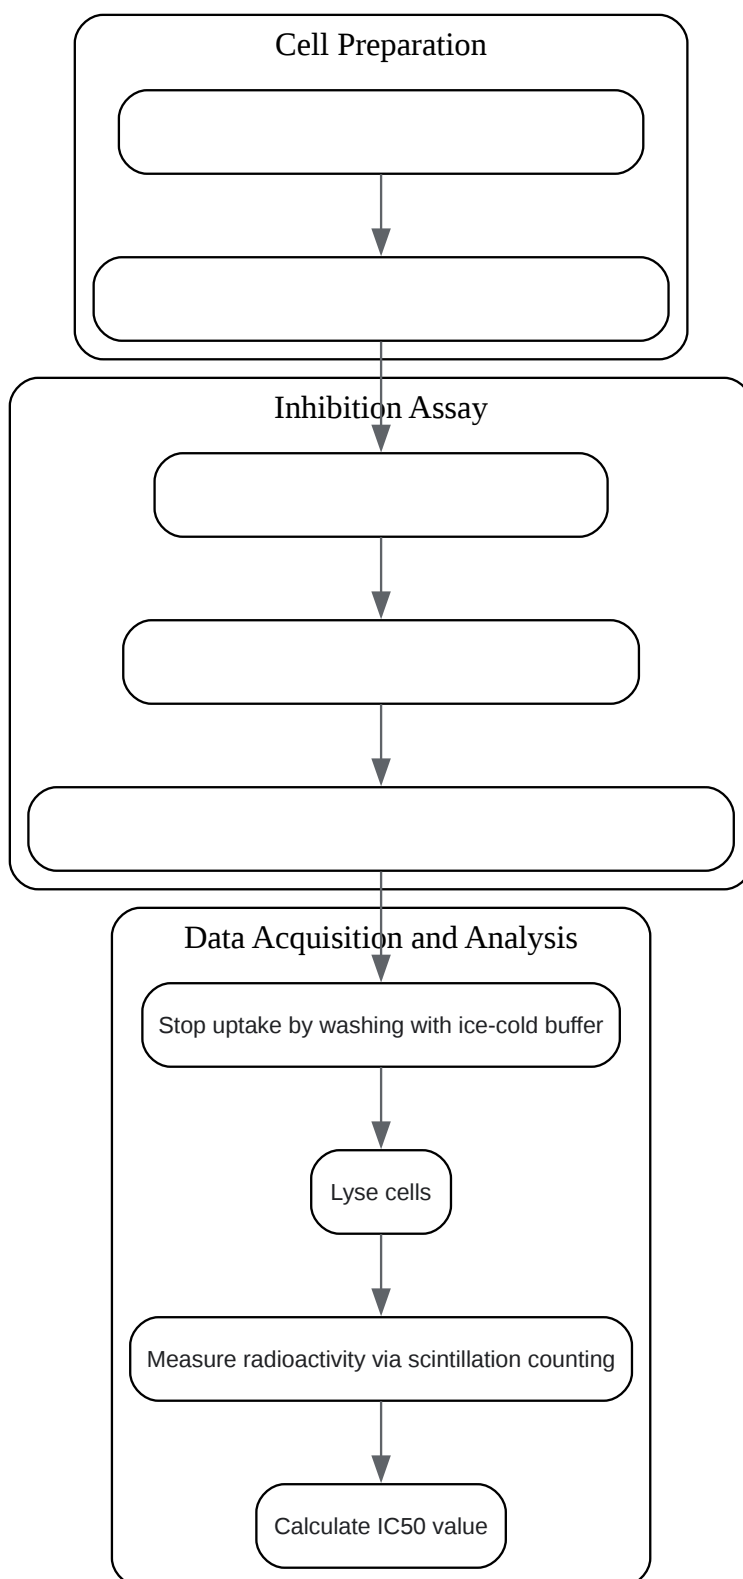 Cell Preparation
Inhibition Assay
Data Acquisition and Analysis
Stop uptake by washing with ice-cold buffer
Lyse cells
Measure radioactivity via scintillation counting
Calculate IC50 value